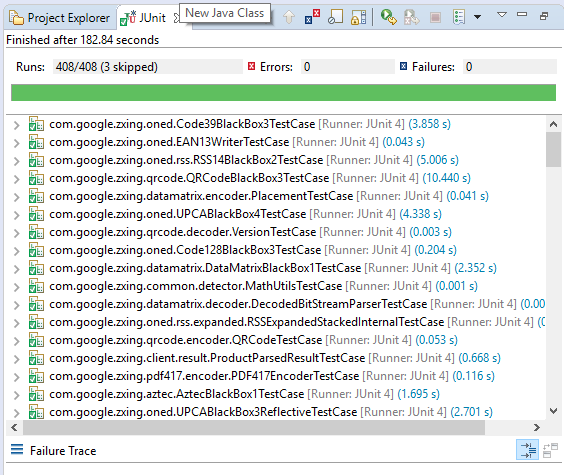 Project Explorer JUnit New Java Class
Finished after 182.84 seconds
Runs: 408/408 (3 skipped) Errors: 0 Failures: 0
com.google.zxing.oned.Code39BlackBox3TestCase [Runner: JUnit 4] (3.858 s)
com.google.zxing.oned.EAN13WriterTestCase [Runner: JUnit 4] (0.043 s)
com.google.zxing.oned.rss.RSS14BlackBox2TestCase [Runner: JUnit 4] (5.006 s)
com.google.zxing.qrcode.QRCodeBlackBox3TestCase [Runner: JUnit 4] (10.440 s)
com.google.zxing.datamatrix.encoder.PlacementTestCase [Runner: JUnit 4] (0.041 s)
com.google.zxing.oned.UPCABlackBox4TestCase [Runner: JUnit 4] (4.338 s)
com.google.zxing.qrcode.decoder.VersionTestCase [Runner: JUnit 4] (0.003 s)
com.google.zxing.oned.Code128BlackBox3TestCase [Runner: JUnit 4] (0.204 s)
com.google.zxing.datamatrix.DataMatrixBlackBox1TestCase [Runner: JUnit 4] (2.352 s)
com.google.zxing.common.detector.MathUtilsTestCase [Runner: JUnit 4] (0.001 s)
com.google.zxing.datamatrix.decoder.DecodedBitStreamParserTestCase [Runner: JUnit 4] (0.00
com.google.zxing.oned.rss.expanded.RSSExpandedStackedInternalTestCase [Runner: JUnit 4] (0
com.google.zxing.qrcode.encoder.QRCodeTestCase [Runner: JUnit 4] (0.053 s)
com.google.zxing.client.result.ProductParsedResultTestCase [Runner: JUnit 4] (0.668 s)
com.google.zxing.pdf417.encoder.PDF417EncoderTestCase [Runner: JUnit 4] (0.116 s)
com.google.zxing.aztec.AztecBlackBox1TestCase [Runner: JUnit 4] (1.695 s)
com.google.zxing.oned.UPCABlackBox3ReflectiveTestCase [Runner: JUnit 4] (2.701 s)
Failure Trace